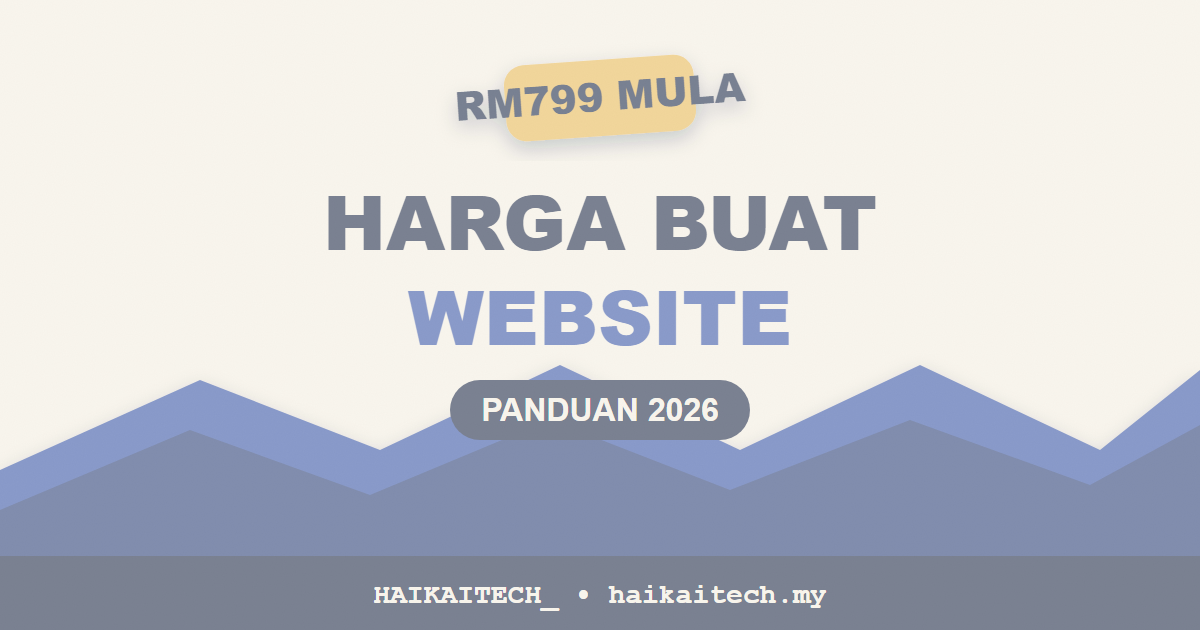 RM799 MULA
HARGA BUAT
WEBSITE
PANDUAN 2026
HAIKAITECH_ • haikaitech.my